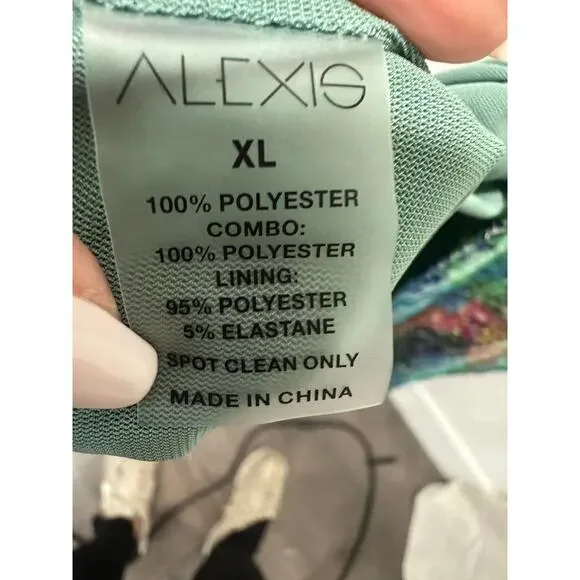 ALEXIS
XL
100% POLYESTER
COMBO:
100% POLYESTER
LINING:
95% POLYESTER
5% ELASTANE
SPOT CLEAN ONLY
MADE IN CHINA